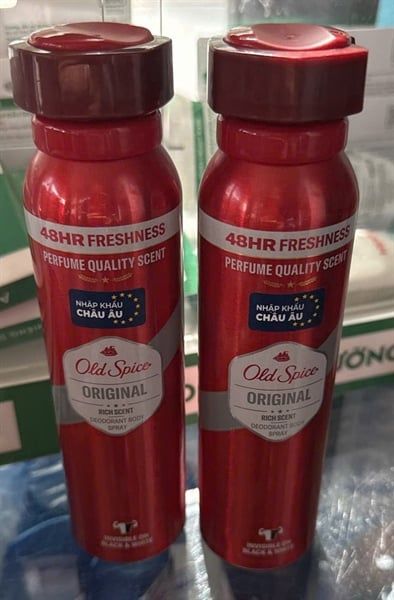 48HR FRESHNESS
PERFUME QUALITY SCENT
NHẬP KHẨU
CHÂU ÂU
Old Spice
ORIGINAL
RICH SCENT
DEODORANT BODY
SPRAY
INVISIBLE ON
BLACK & WHITE
48HR FRESHNESS
PERFUME QUALITY SCENT
NHẬP KHẨU
CHÂU ÂU
Old Spice
ORIGINAL
RICH SCENT
DEODORANT BODY
SPRAY
INVISIBLE ON
BLACK & WHITE
ƯỜNG